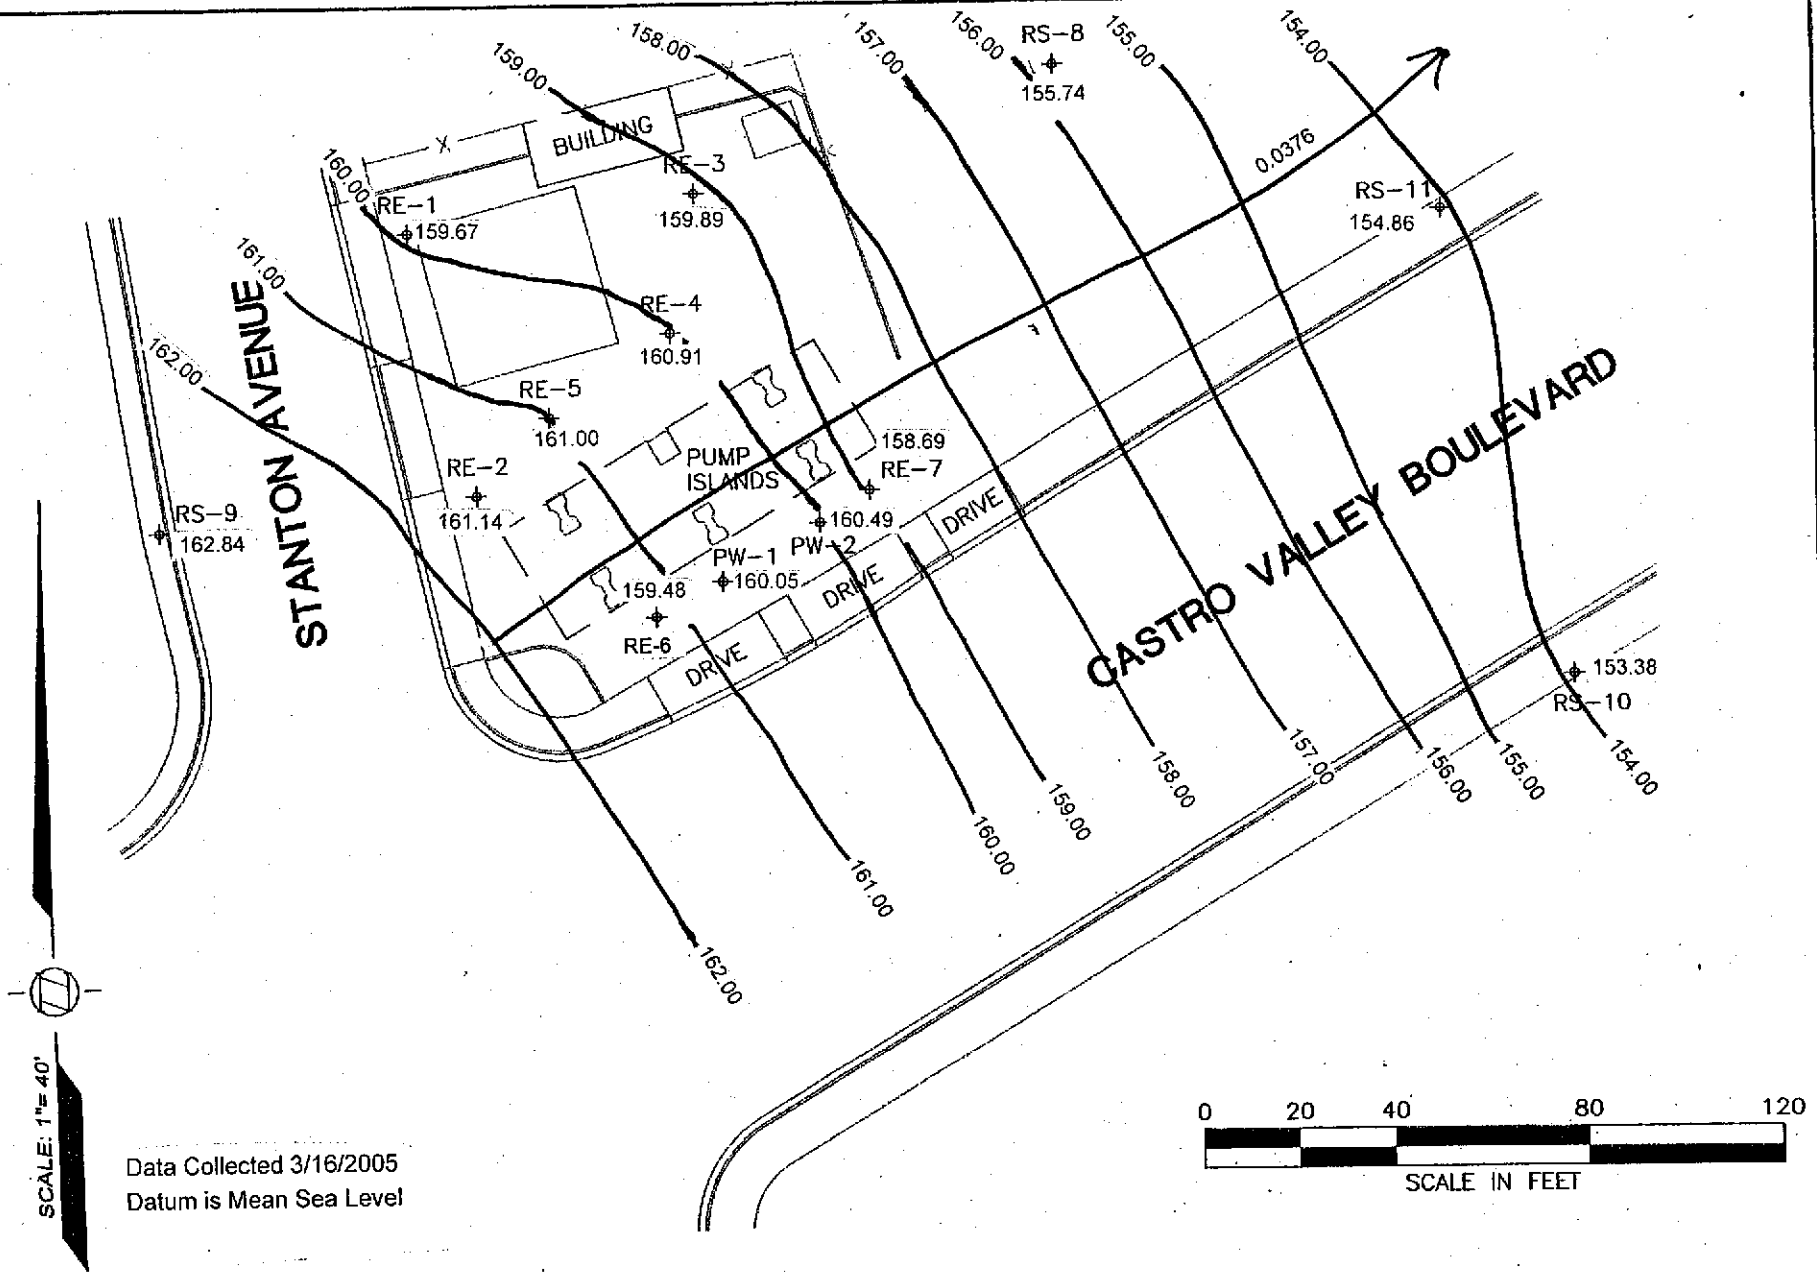 159.00
158.00
157.00
156.00
RS-8
155.74
155.00
154.00
BUILDING
X
X
160.00
RE-1
159.67
RE-3
159.89
0.0376
RS-11
154.86
161.00
RE-4
160.91
162.00
STANTON AVENUE
RE-5
161.00
RE-2
161.14
PUMP
ISLANDS
158.69
RE-7
RS-9
162.84
160.49
PW-2
PW-1
160.05
159.48
RE-6
DRIVE
DRIVE
DRIVE
CASTRO VALLEY BOULEVARD
153.38
RS-10
162.00
161.00
160.00
159.00
158.00
157.00
156.00
155.00
154.00
SCALE: 1"= 40'
Data Collected 3/16/2005
Datum is Mean Sea Level
0 20 40 80 120
SCALE IN FEET